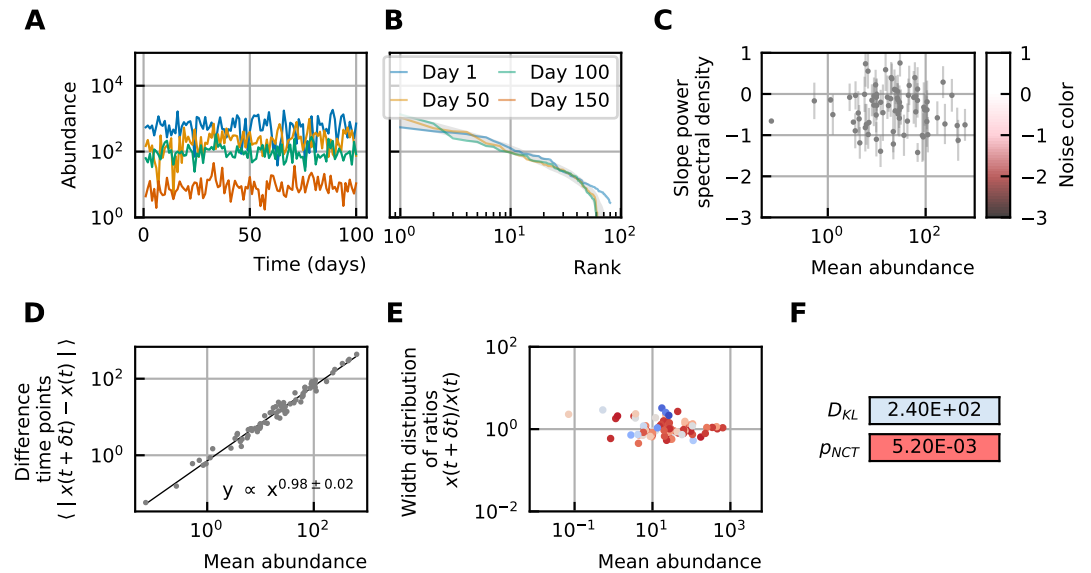 A
Abundance
10^4
10^2
10^0
0
50
100
Time (days)
B
Day 1
Day 50
Day 100
Day 150
10^0
10^1
10^2
Rank
C
Slope power
spectral density
1
0
−1
−2
−3
10^0
10^2
Mean abundance
1
0
−1
−2
−3
Noise color
D
Difference
time points
⟨ | x(t + δt) − x(t) | ⟩
10^2
10^0
y ∝ x^0.98 ± 0.02
10^0
10^2
Mean abundance
E
Width distribution
of ratios
x(t + δt)/x(t)
10^2
10^0
10^−2
10^−1
10^1
10^3
Mean abundance
F
D_KL 2.40E+02
p_NCT 5.20E-03